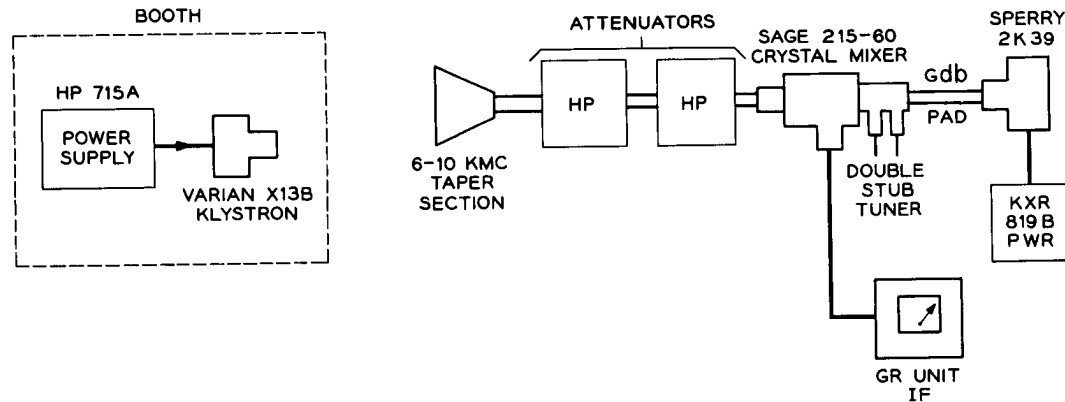 BOOTH
HP 715A
POWER
SUPPLY
VARIAN X13B
KLYSTRON
ATTENUATORS
HP
HP
6-10 KMC
TAPER
SECTION
SAGE 215-60
CRYSTAL MIXER
Gdb
PAD
DOUBLE
STUB
TUNER
SPERRY
2K39
KXR
819B
PWR
GR UNIT
IF